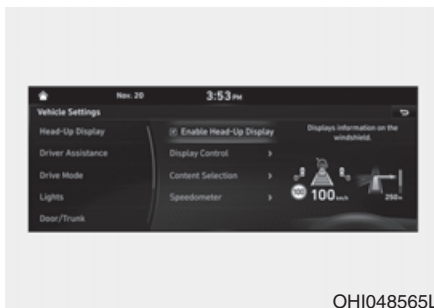 Nov. 20
3:53 PM
Vehicle Settings
Head-Up Display
Enable Head-Up Display
Displays information on the
windshield.
Driver Assistance
Display Control
Drive Mode
Content Selection
100
100 km/h
250 m
Lights
Speedometer
Door/Trunk
OHI048565L